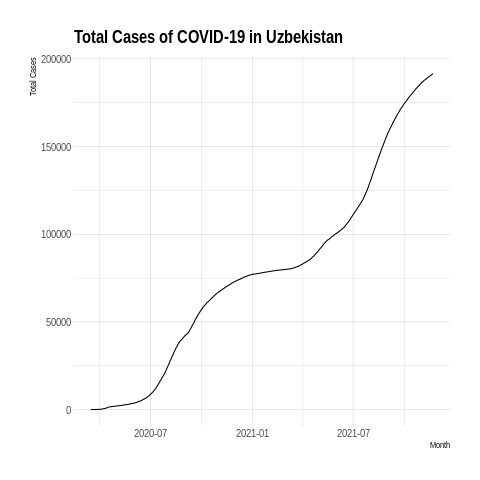 Total Cases of COVID-19 in Uzbekistan
Total Cases
200000
150000
100000
50000
0
2020-07 2021-01 2021-07
Month